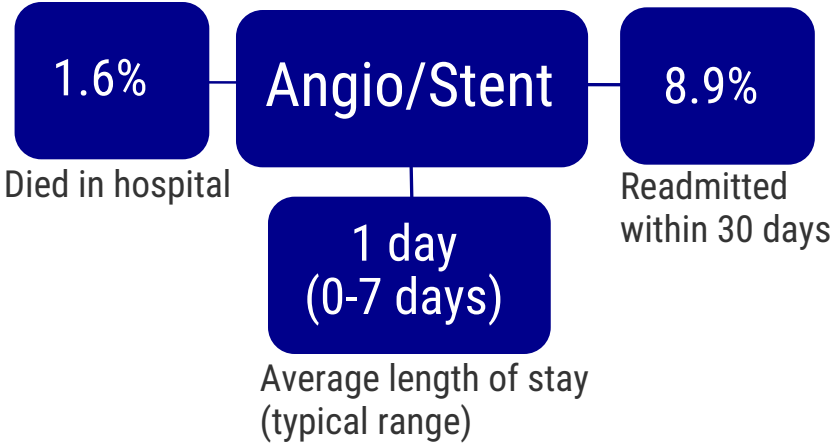 1.6%
Died in hospital
Angio/Stent
8.9%
Readmitted
within 30 days
1 day
(0-7 days)
Average length of stay
(typical range)